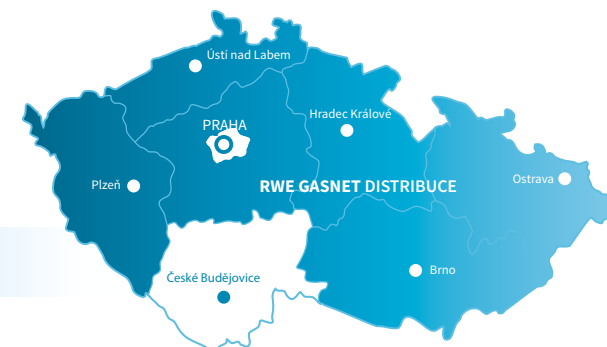 Ústí nad Labem
PRAHA
Hradec Králové
Plzeň
RWE GASNET DISTRIBUCE
Ostrava
České Budějovice
Brno